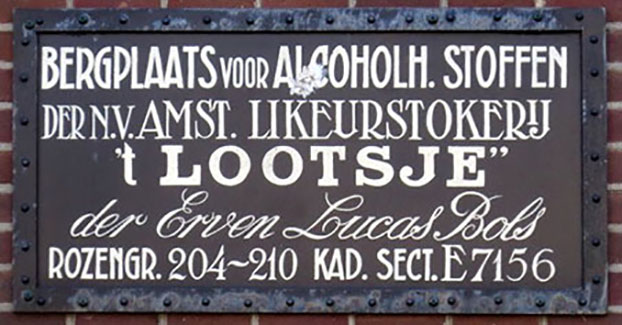 BERGPLAATS VOOR ALCOHOLH. STOFFEN
DER N.V. AMST. LIKEURSTOKERIJ
't LOOTSJE”
der Erven Lucas Bols
ROZENGR. 204~210 KAD. SECT. E7156